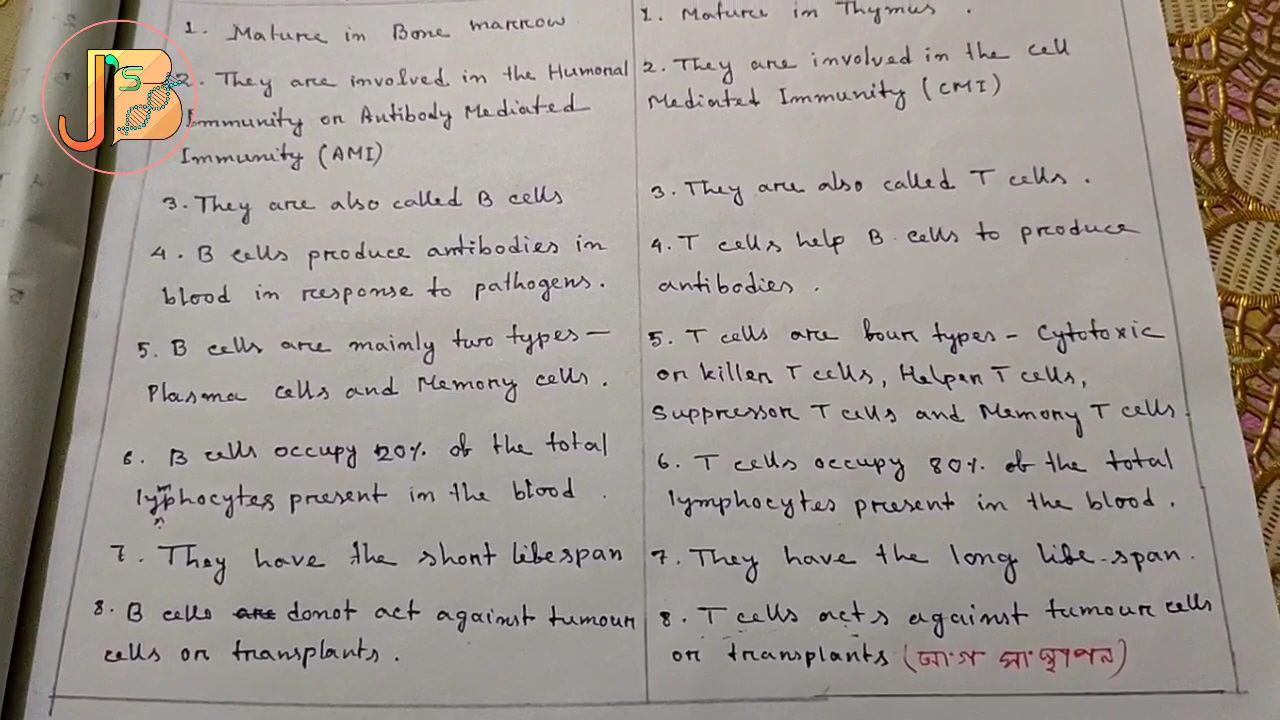 J's B
1. Mature in Bone marrow
2. They are involved in the Humoral
Immunity or Antibody Mediated
Immunity (AMI)
3. They are also called B cells
4. B cells produce antibodies in
blood in response to pathogens.
5. B cells are mainly two types —
Plasma cells and Memory cells.
6. B cells occupy 20% of the total
lymphocytes present in the blood.
7. They have the short lifespan
8. B cells donot act against tumour
cells or transplants.
1. Mature in Thymus.
2. They are involved in the cell
Mediated Immunity (CMI)
3. They are also called T cells.
4. T cells help B cells to produce
antibodies.
5. T cells are four types - Cytotoxic
or killer T cells, Helper T cells,
Suppressor T cells and Memory T cells.
6. T cells occupy 80% of the total
lymphocytes present in the blood.
7. They have the long life-span.
8. T cells acts against tumour cells
or transplants